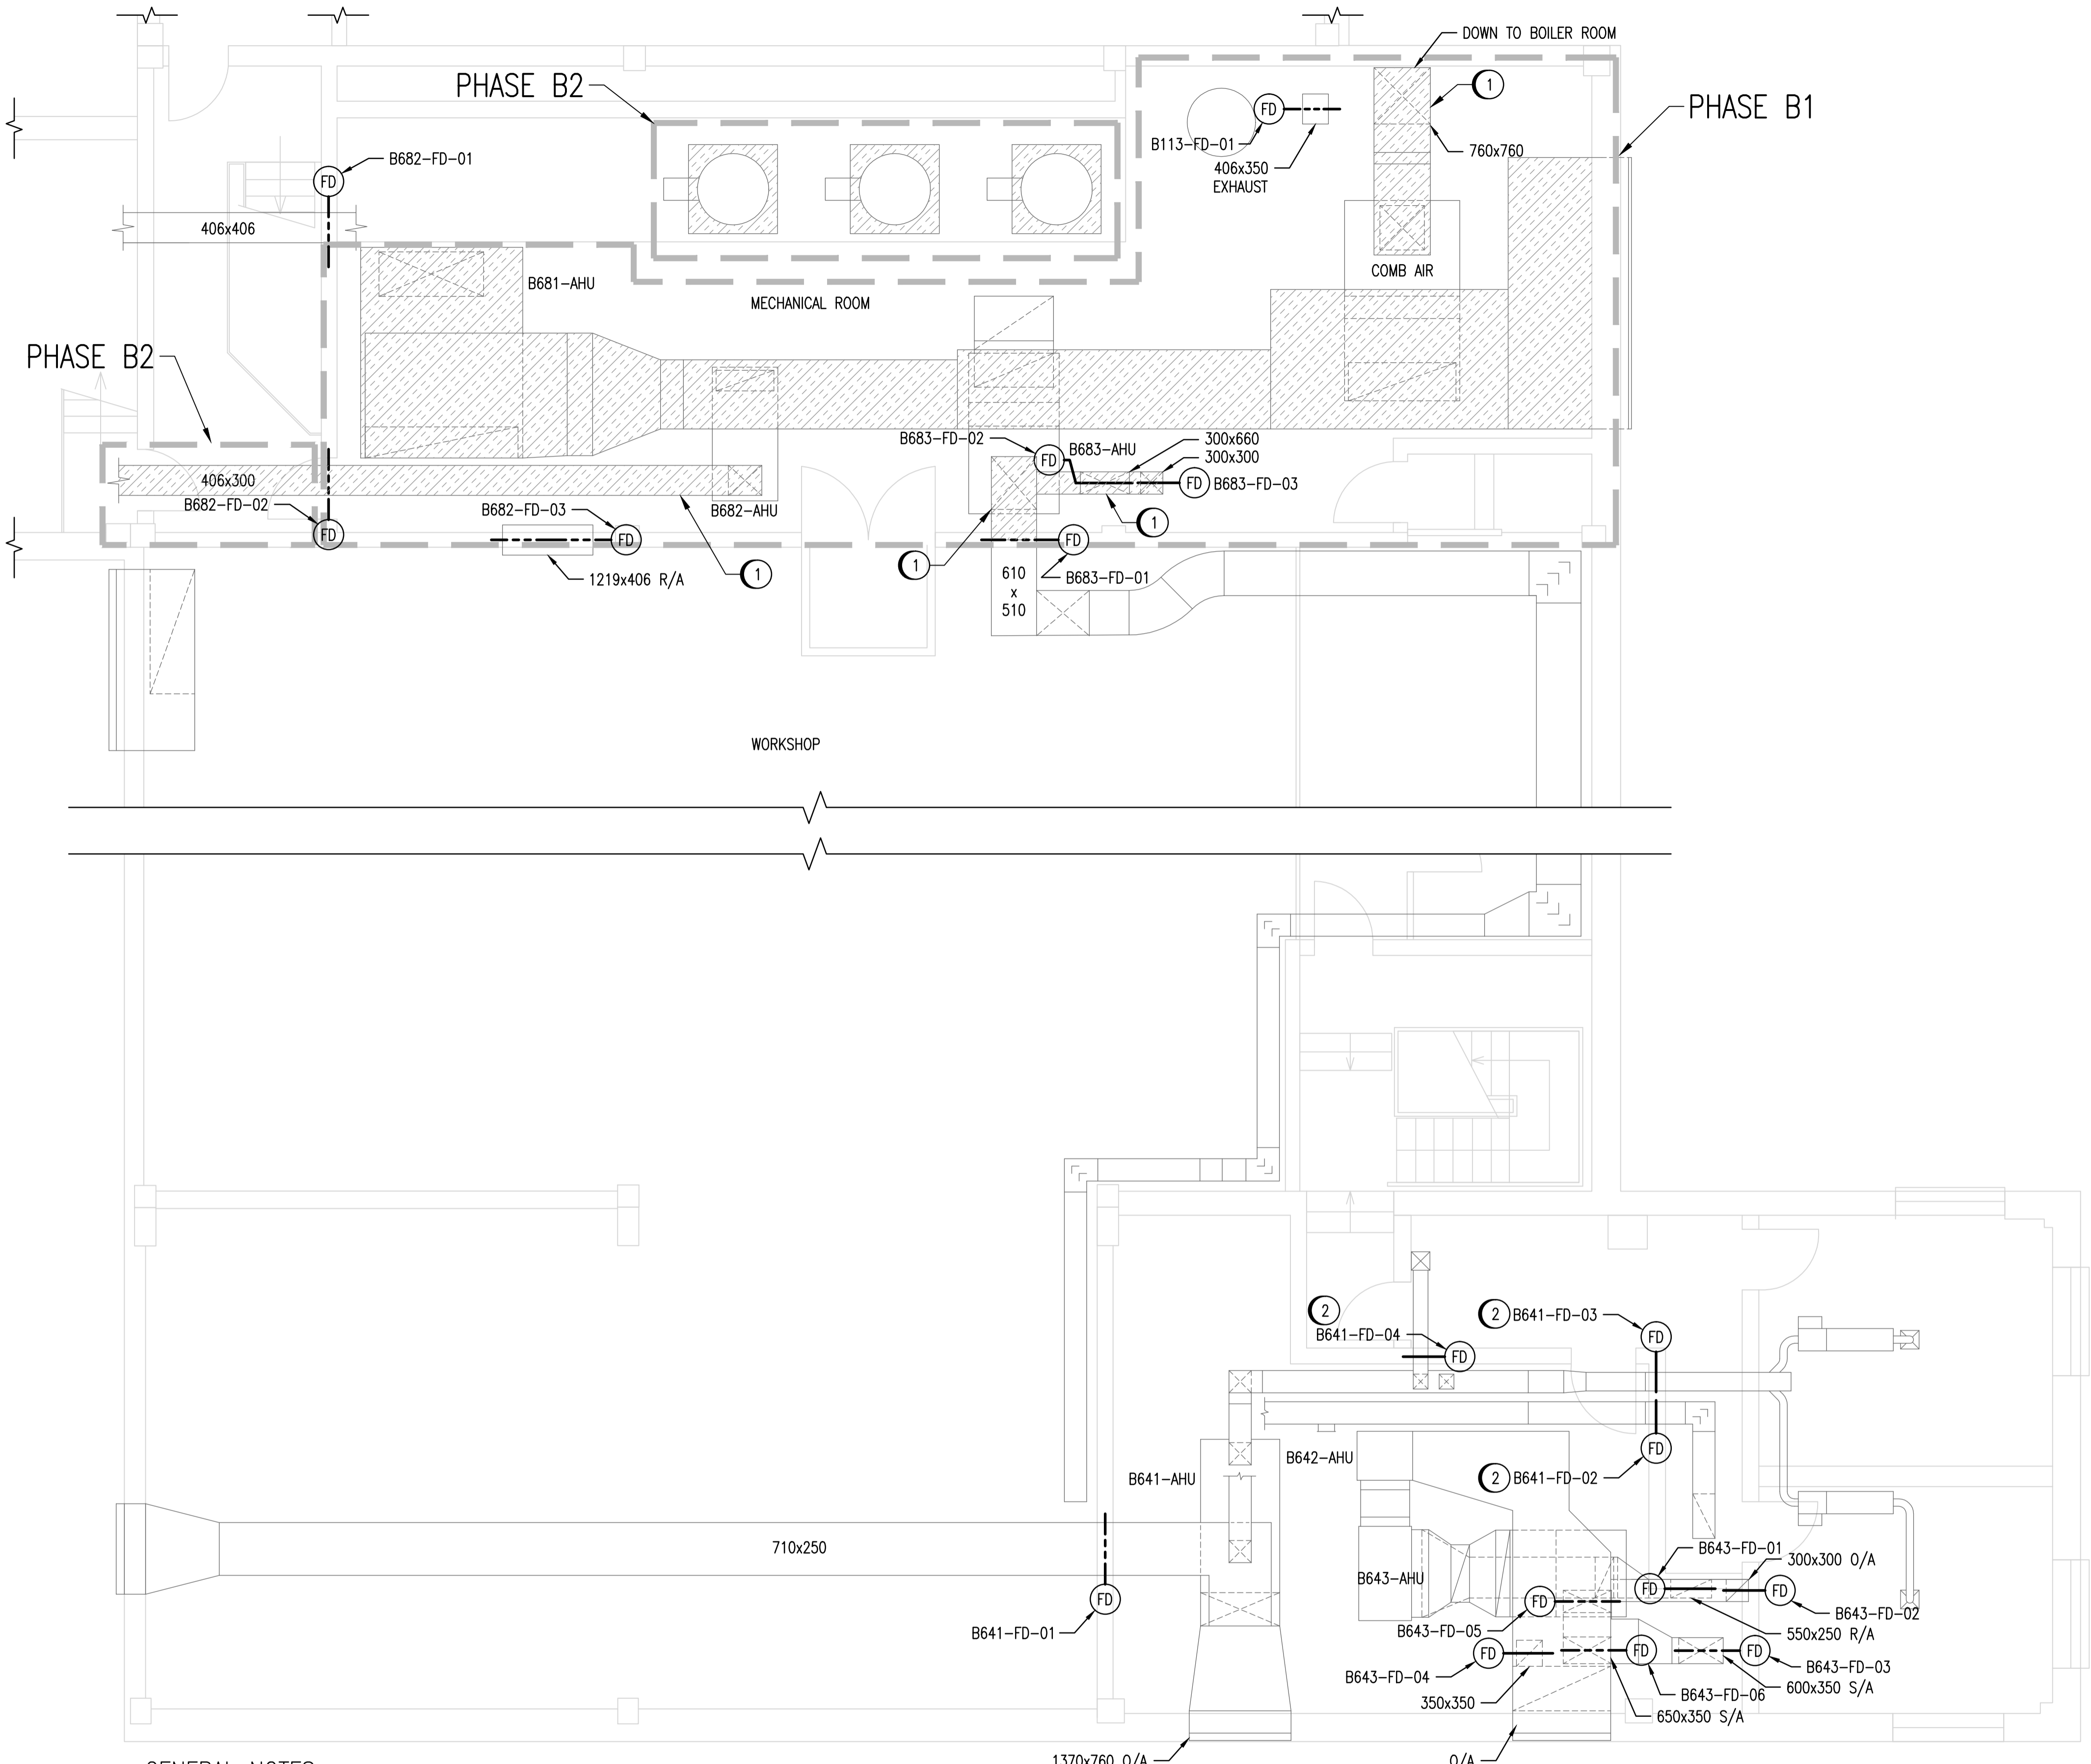 DOWN TO BOILER ROOM
PHASE B2
1
PHASE B1
FD
B113-FD-01
406x350
EXHAUST
760x760
B682-FD-01
FD
406x406
COMB AIR
B681-AHU
MECHANICAL ROOM
PHASE B2
B683-FD-02
B683-AHU
300x660
300x300
FD
FD
B683-FD-03
406x300
B682-FD-02
FD
B682-FD-03
FD
B682-AHU
1
FD
1
1
1219x406 R/A
B683-FD-01
610
x
510
WORKSHOP
2
B641-FD-04
FD
2
B641-FD-03
FD
FD
2
B641-FD-02
B641-AHU
B642-AHU
710x250
B643-AHU
B643-FD-01
300x300 O/A
FD
FD
B643-FD-02
FD
B643-FD-05
550x250 R/A
FD
B641-FD-01
FD
B643-FD-04
350x350
FD
FD
B643-FD-03
600x350 S/A
B643-FD-06
650x350 S/A
1370x760 O/A
O/A
GENERAL NOTES